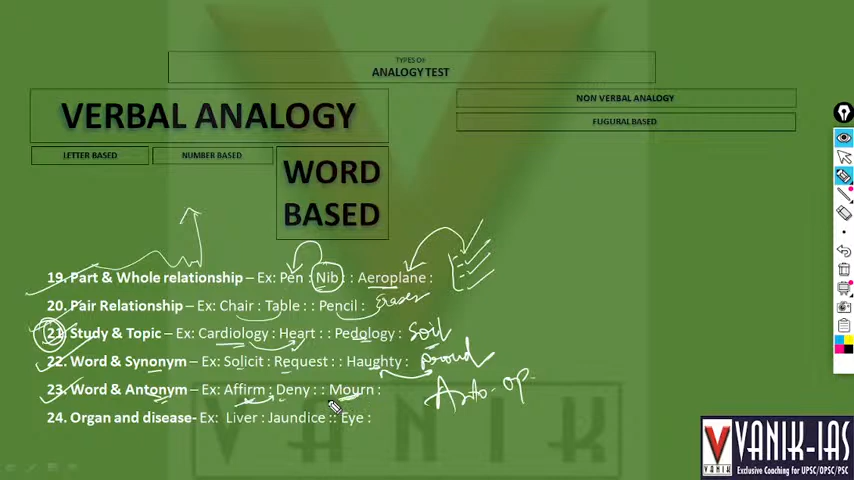 TYPES OF
ANALOGY TEST
VERBAL ANALOGY
NON VERBAL ANALOGY
FUGURAL BASED
LETTER BASED
NUMBER BASED
WORD
BASED
19. Part & Whole relationship – Ex: Pen : Nib : : Aeroplane :
20. Pair Relationship – Ex: Chair : Table : : Pencil : Eraser
21. Study & Topic – Ex: Cardiology : Heart : : Pedology : Soil
22. Word & Synonym – Ex: Solicit : Request : : Haughty : proud
23. Word & Antonym – Ex: Affirm : Deny : : Mourn :
24. Organ and disease- Ex: Liver : Jaundice :: Eye :
VANIK
VANIK-IAS
Exclusive Coaching for UPSC/OPSC/PSC
VANIK